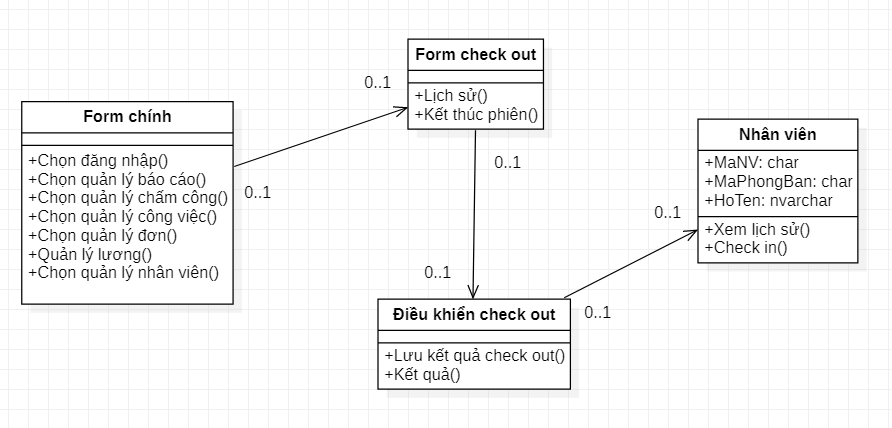 Form check out
+Lịch sử()
+Kết thúc phiên()
0..1
Form chính
+Chọn đăng nhập()
+Chọn quản lý báo cáo()
+Chọn quản lý chấm công()
+Chọn quản lý công việc()
+Chọn quản lý đơn()
+Quản lý lương()
+Chọn quản lý nhân viên()
0..1
0..1
0..1
Điều khiển check out
+Lưu kết quả check out()
+Kết quả()
0..1
0..1
Nhân viên
+MaNV: char
+MaPhongBan: char
+HoTen: nvarchar
+Xem lịch sử()
+Check in()